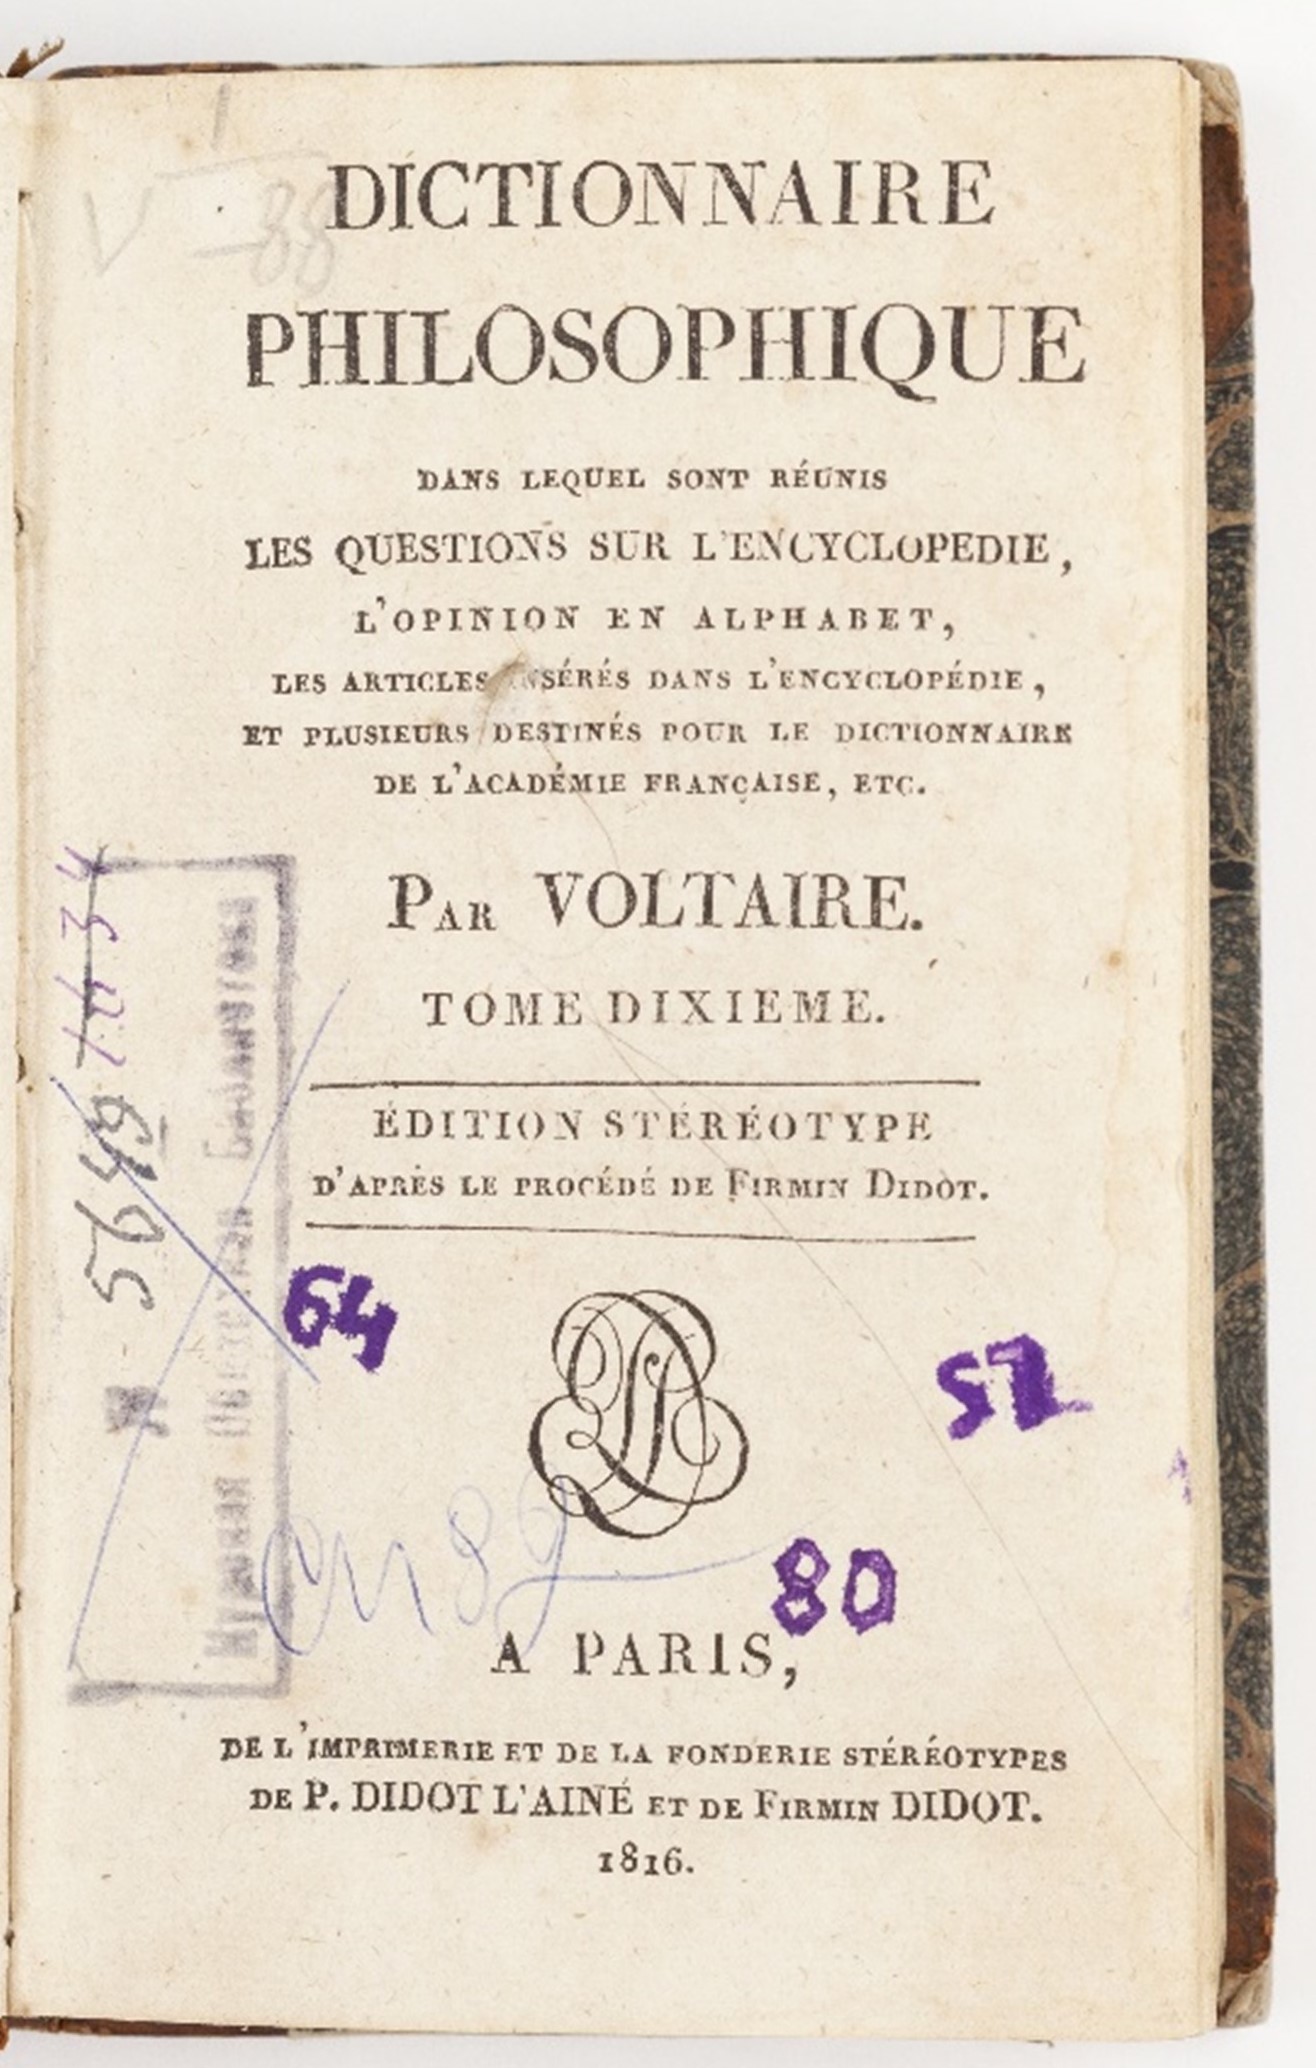 DICTIONNAIRE
PHILOSOPHIQUE
DANS LEQUEL SONT RÉUNIS
LES QUESTIONS SUR L'ENCYCLOPEDIE,
L'OPINION EN ALPHABET,
LES ARTICLES INSÉRÉS DANS L'ENCYCLOPÉDIE,
ET PLUSIEURS DESTINÉS POUR LE DICTIONNAIRE
DE L'ACADÉMIE FRANÇAISE, ETC.
PAR VOLTAIRE.
TOME DIXIEME.
ÉDITION STÉRÉOTYPE
D'APRÈS LE PROCÉDÉ DE FIRMIN DIDOT.
64
52
80
A PARIS,
DE L'IMPRIMERIE ET DE LA FONDERIE STÉRÉOTYPES
DE P. DIDOT L'AINÉ ET DE FIRMIN DIDOT.
1816.